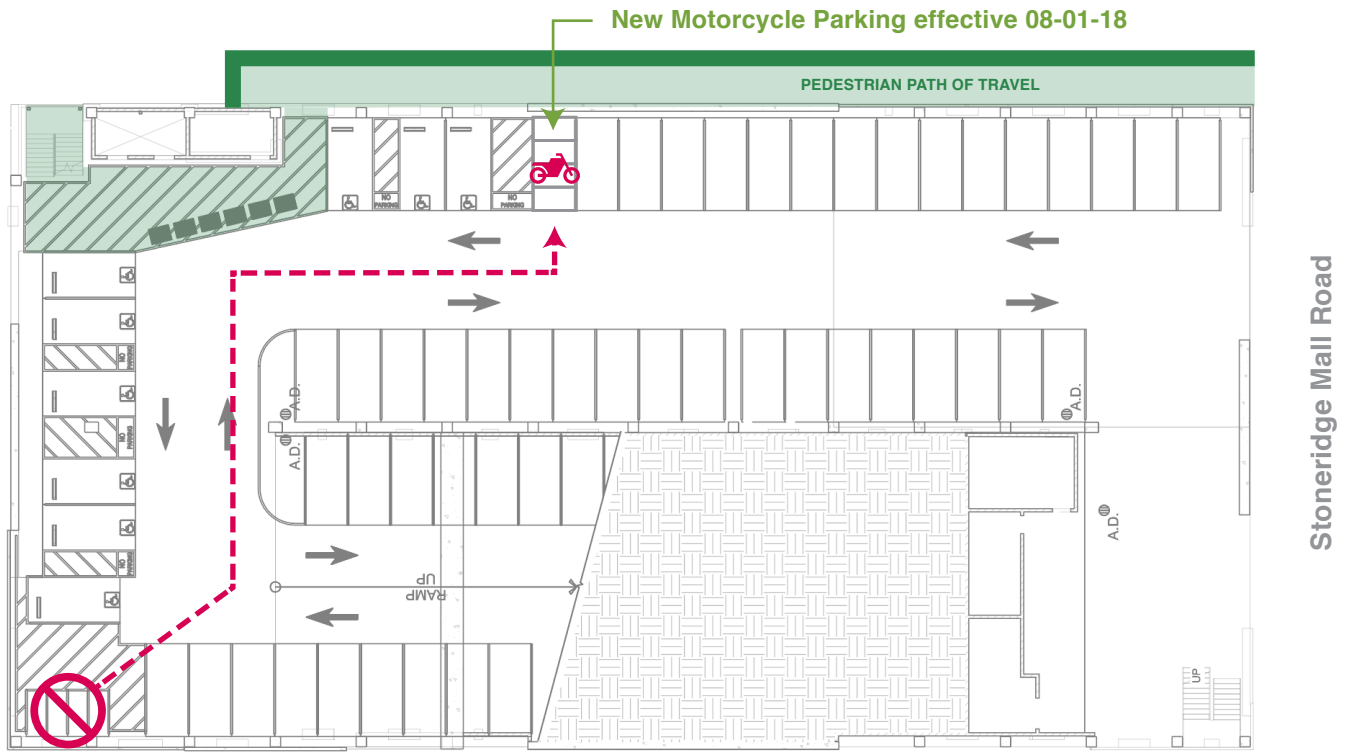 New Motorcycle Parking effective 08-01-18
PEDESTRIAN PATH OF TRAVEL
NO
PARKING
NO
PARKING
Stoneridge Mall Road
NO
PARKING
A.D.
A.D.
NO
PARKING
A.D.
A.D.
NO
PARKING
RAMP
UP
UP